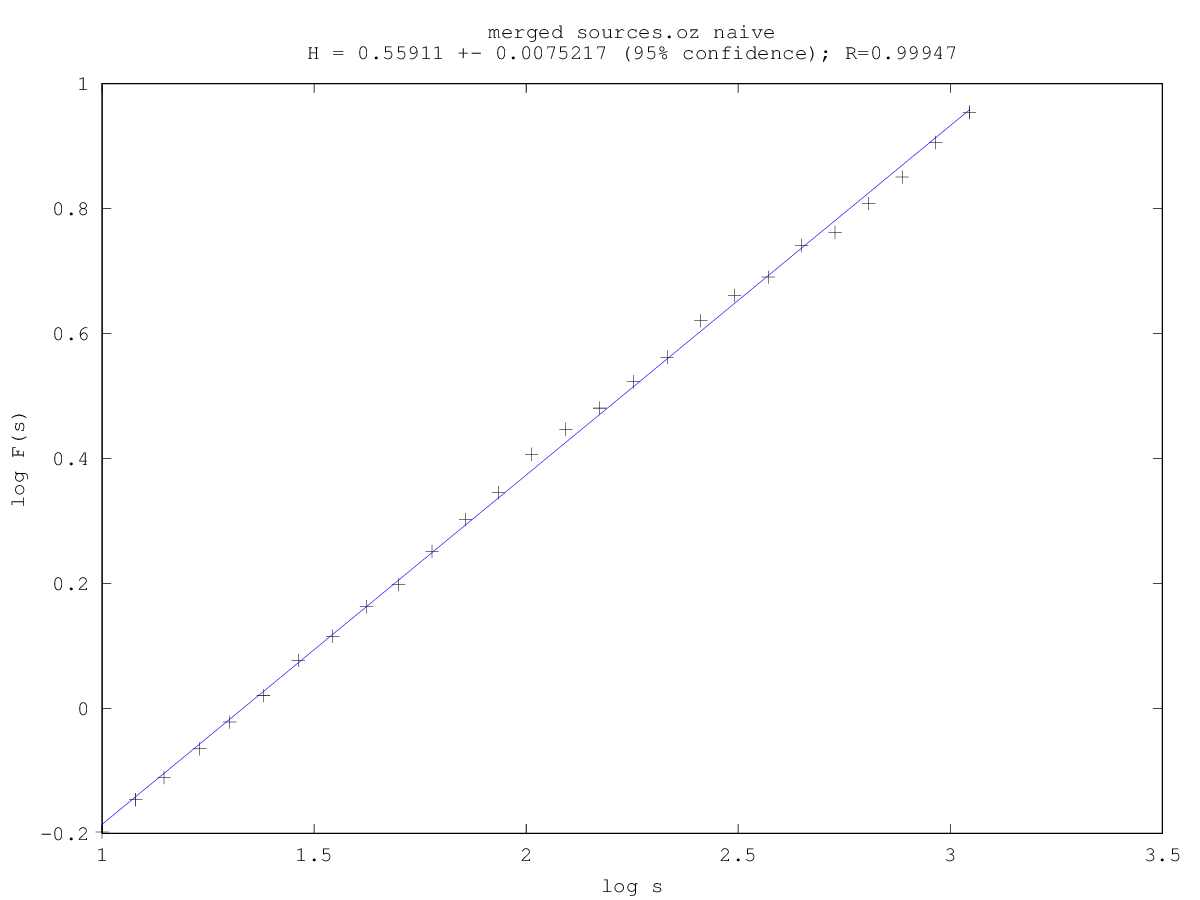 merged sources.oz naive
H = 0.55911 +- 0.0075217 (95% confidence); R=0.99947
1
0.8
0.6
0.4
0.2
0
-0.2
log F(s)
1 1.5 2 2.5 3 3.5
log s